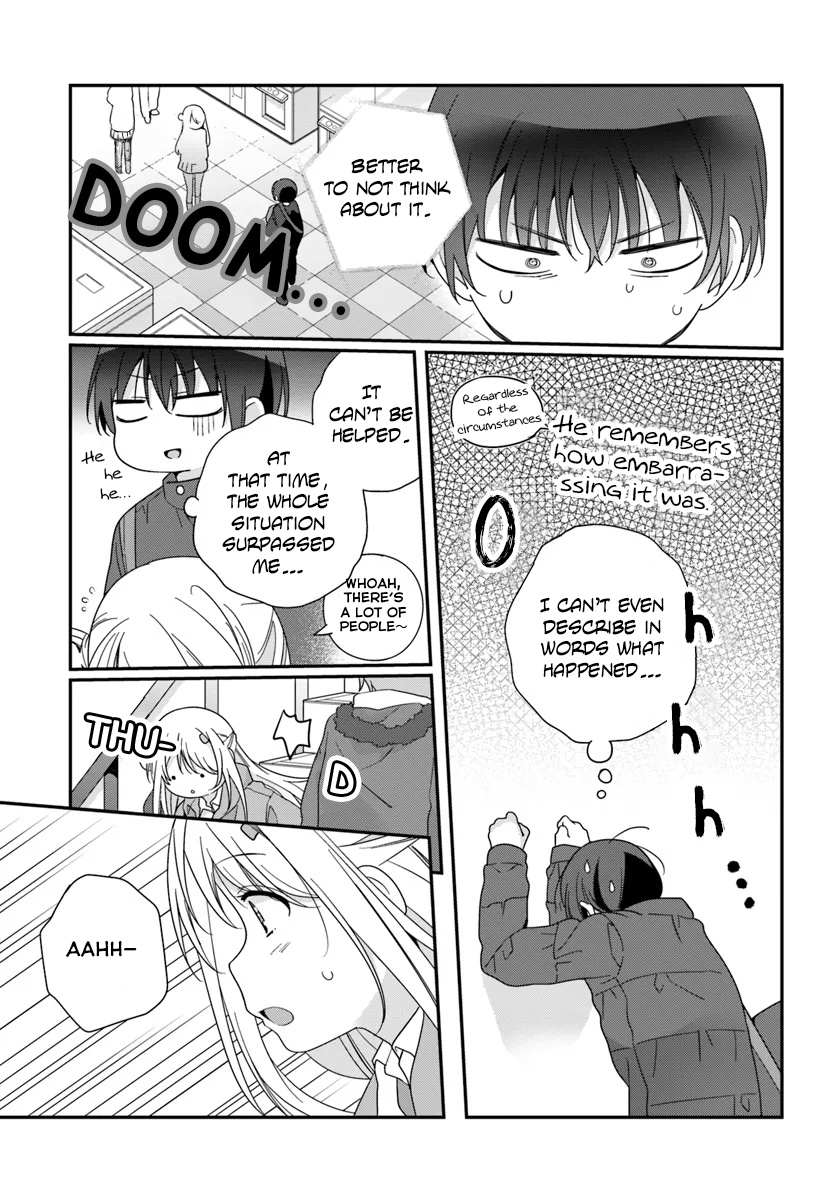 BETTER
TO NOT THINK
ABOUT IT.
DOOM...
Regardless
of the
circumstances
He remembers
how embarra-
ssing it was.
O
h
h
h...
I CAN'T EVEN
DESCRIBE IN
WORDS WHAT
HAPPENED...
IT
CAN'T BE
HELPED.
AT
THAT TIME,
THE WHOLE
SITUATION
SURPASSED
ME...
He
he
he...
WHOAH,
THERE'S
A LOT OF
PEOPLE~
THU-
D
AAHH-